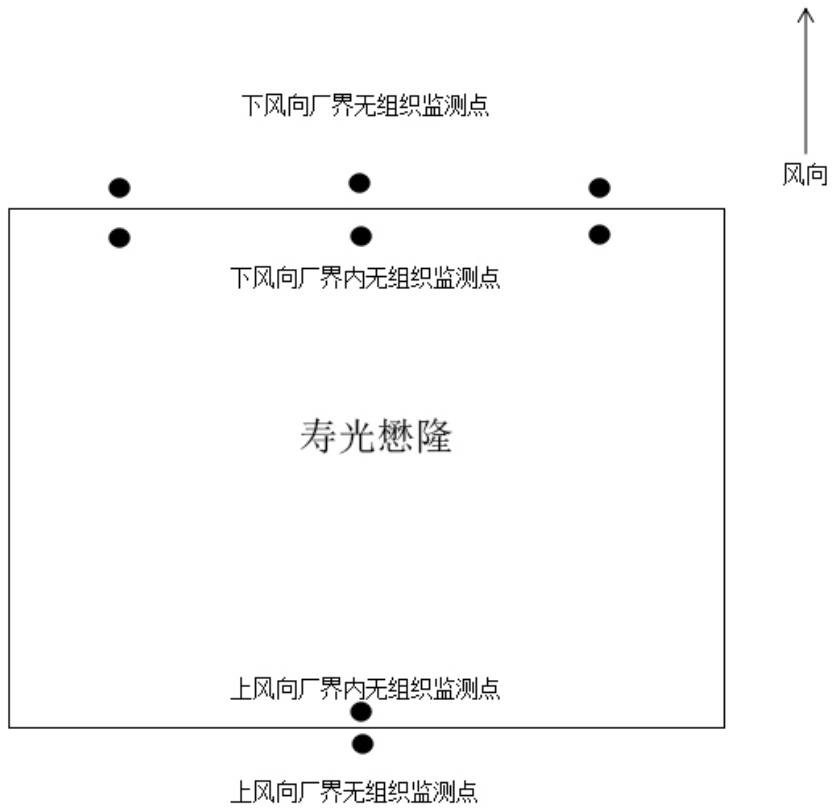 下风向厂界无组织监测点
风向
下风向厂界内无组织监测点
寿光懋隆
上风向厂界内无组织监测点
上风向厂界无组织监测点